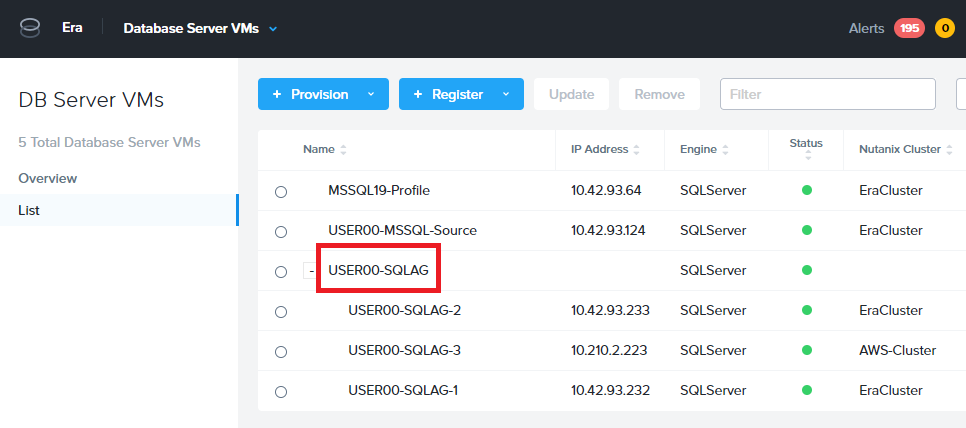 Era Database Server VMs Alerts 195 0
DB Server VMs
5 Total Database Server VMs
Overview
List
+ Provision + Register Update Remove Filter
Name IP Address Engine Status Nutanix Cluster
MSSQL19-Profile 10.42.93.64 SQLServer EraCluster
USER00-MSSQL-Source 10.42.93.124 SQLServer EraCluster
- USER00-SQLAG SQLServer
USER00-SQLAG-2 10.42.93.233 SQLServer EraCluster
USER00-SQLAG-3 10.210.2.223 SQLServer AWS-Cluster
USER00-SQLAG-1 10.42.93.232 SQLServer EraCluster